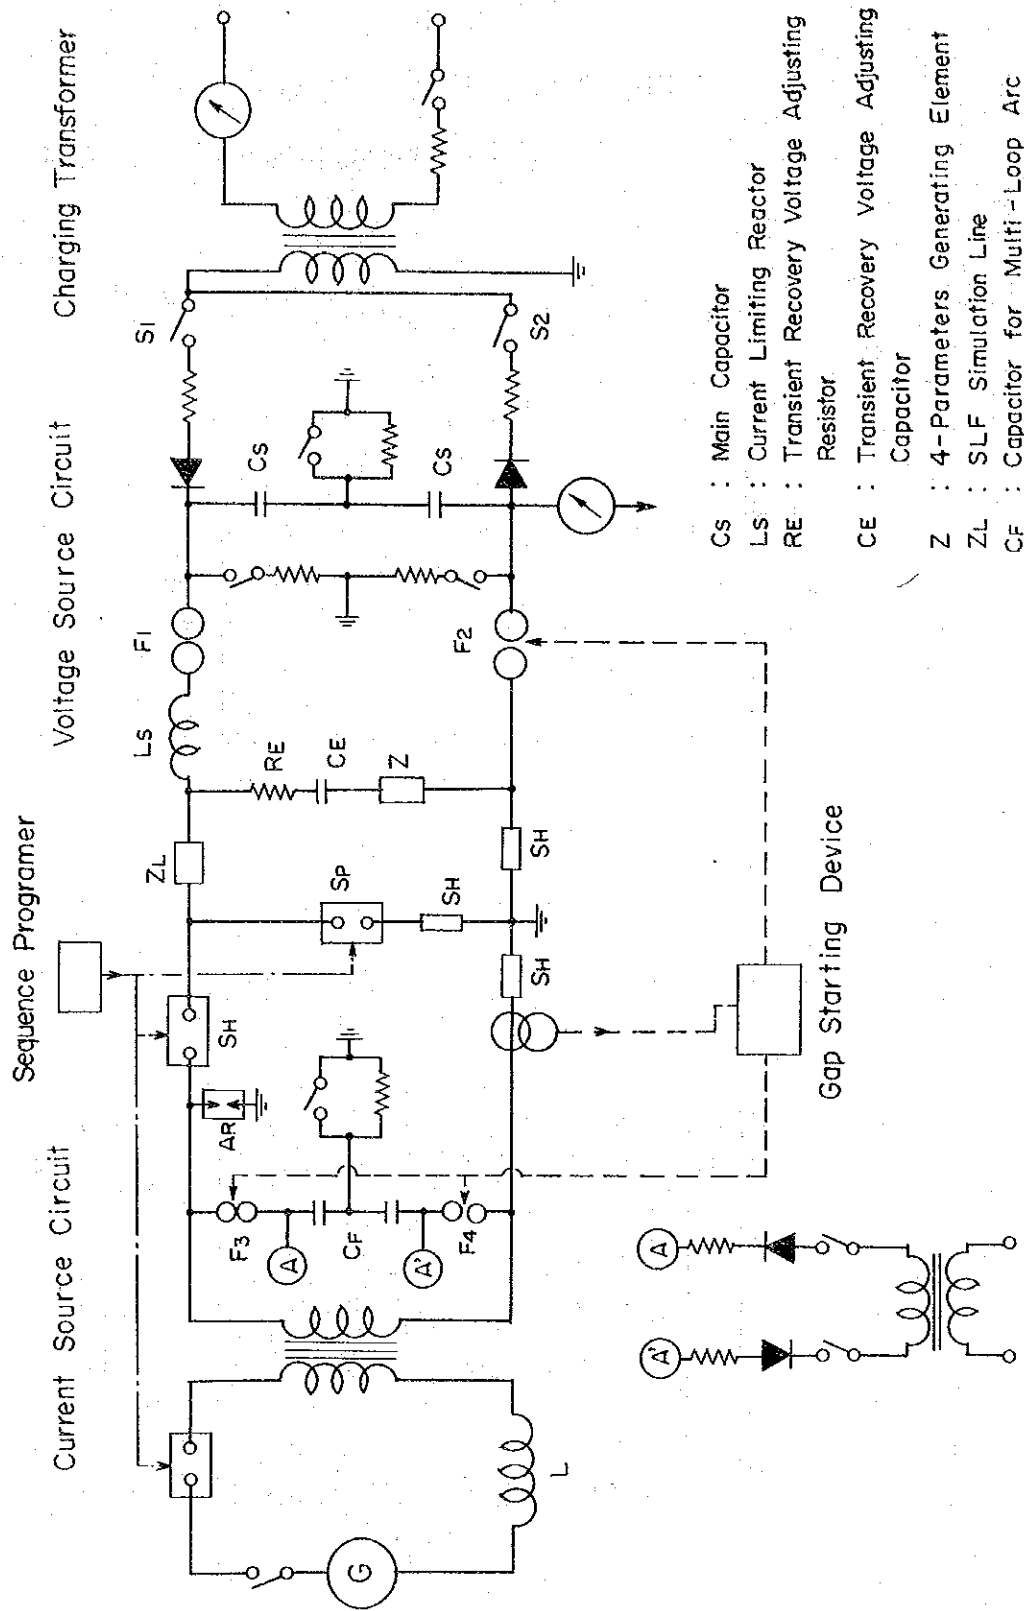 Sequence Programer
Current Source Circuit
Voltage Source Circuit
Charging Transformer
SH
ZL
LS
F1
S1
AR
F3
A
CF
A'
F4
SP
SH
SH
SH
RE
CE
Z
F2
CS
CS
S2
G
L
Gap Starting Device
A'
A
CS : Main Capacitor
LS : Current Limiting Reactor
RE : Transient Recovery Voltage Adjusting
Resistor
CE : Transient Recovery Voltage Adjusting
Capacitor
Z : 4-Parameters Generating Element
ZL : SLF Simulation Line
CF : Capacitor for Multi-Loop Arc